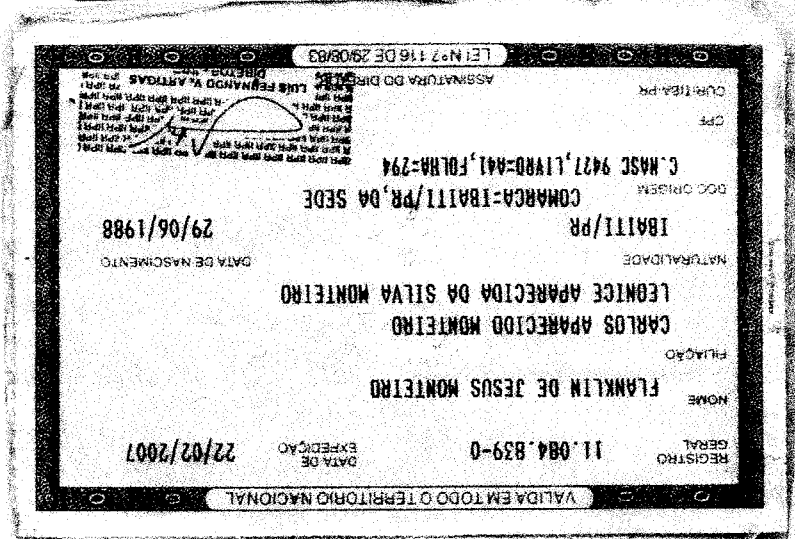 VALIDA EM TODO O TERRITORIO NACIONAL
REGISTRO GERAL 11.084.839-0 DATA DE EXPEDIÇÃO 22/02/2007
NOME FLANKLIN DE JESUS MONTEIRO
FILIAÇÃO
CARLOS APARECIDO MONTEIRO
LEONICE APARECIDA DA SILVA MONTEIRO
NATURALIDADE DATA DE NASCIMENTO
IBAITI/PR 29/06/1988
DOC ORIGEM COMARCA=IBAITI/PR,DA SEDE
C.NASC 9427,LIVRO=A41,FOLHA=294
CPF
CURITIBA-PR
LUÍS FERNANDO V. ARTIGAS
DIRETOR
ASSINATURA DO
LEI Nº 7.116 DE 29/08/83